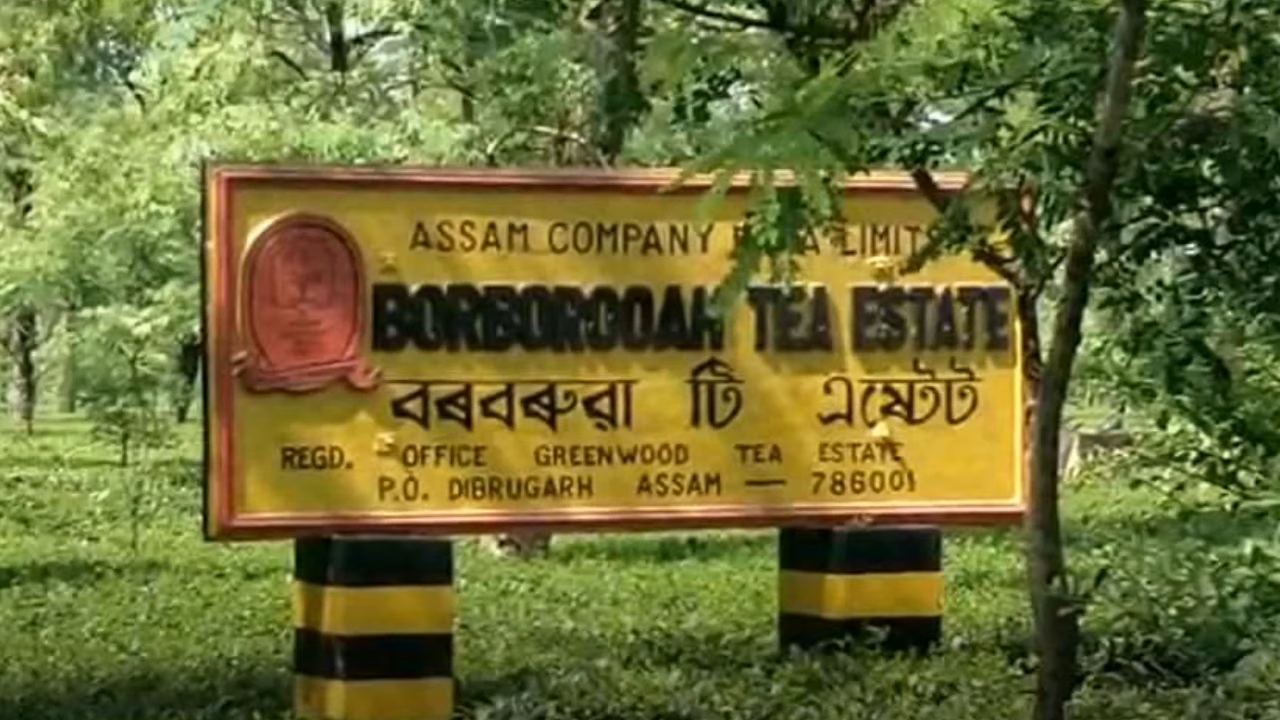 ASSAM COMPANY
BORBOROOAH TEA ESTATE
বৰবৰুৱা টি এষ্টেট
REGD. OFFICE GREENWOOD TEA ESTATE
P.O. DIBRUGARH ASSAM — 786001